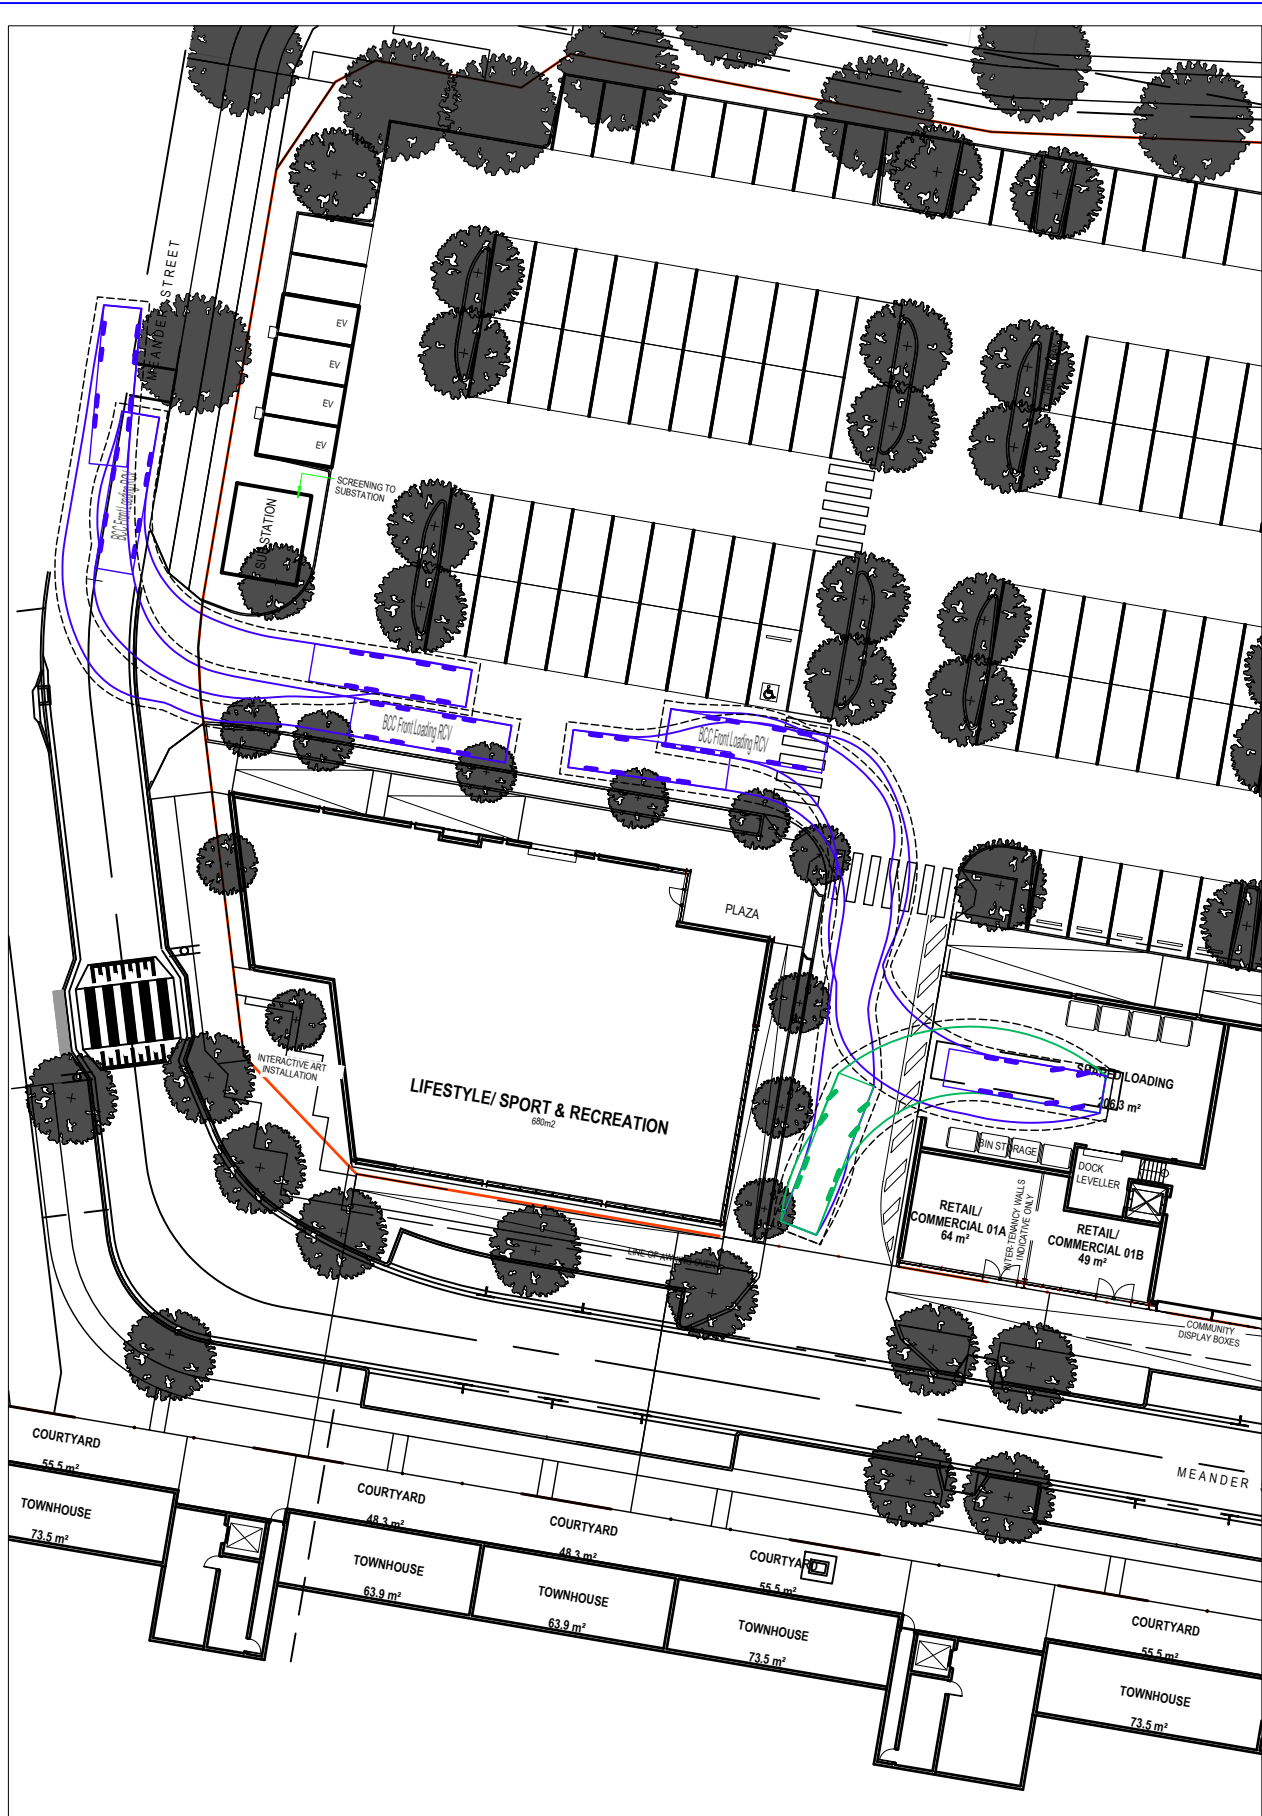 MEANDER STREET
EV
EV
EV
EV
SCREENING TO
SUBSTATION
SUBSTATION
BCC Front Loading RCV
BCC Front Loading RCV
BCC Front Loading RCV
PLAZA
INTERACTIVE ART
INSTALLATION
LIFESTYLE/ SPORT & RECREATION
680m2
SHARED LOADING
206.3 m²
BIN STORAGE
DOCK
LEVELLER
INTER-TENANCY WALLS
INDICATIVE ONLY
RETAIL/
COMMERCIAL 01A
64 m²
RETAIL/
COMMERCIAL 01B
49 m²
LINE OF AWNING OVER
COMMUNITY
DISPLAY BOXES
MEANDER
COURTYARD
55.5 m²
TOWNHOUSE
73.5 m²
COURTYARD
48.3 m²
TOWNHOUSE
63.9 m²
COURTYARD
48.3 m²
TOWNHOUSE
63.9 m²
COURTYARD
55.5 m²
TOWNHOUSE
73.5 m²
COURTYARD
55.5 m²
TOWNHOUSE
73.5 m²